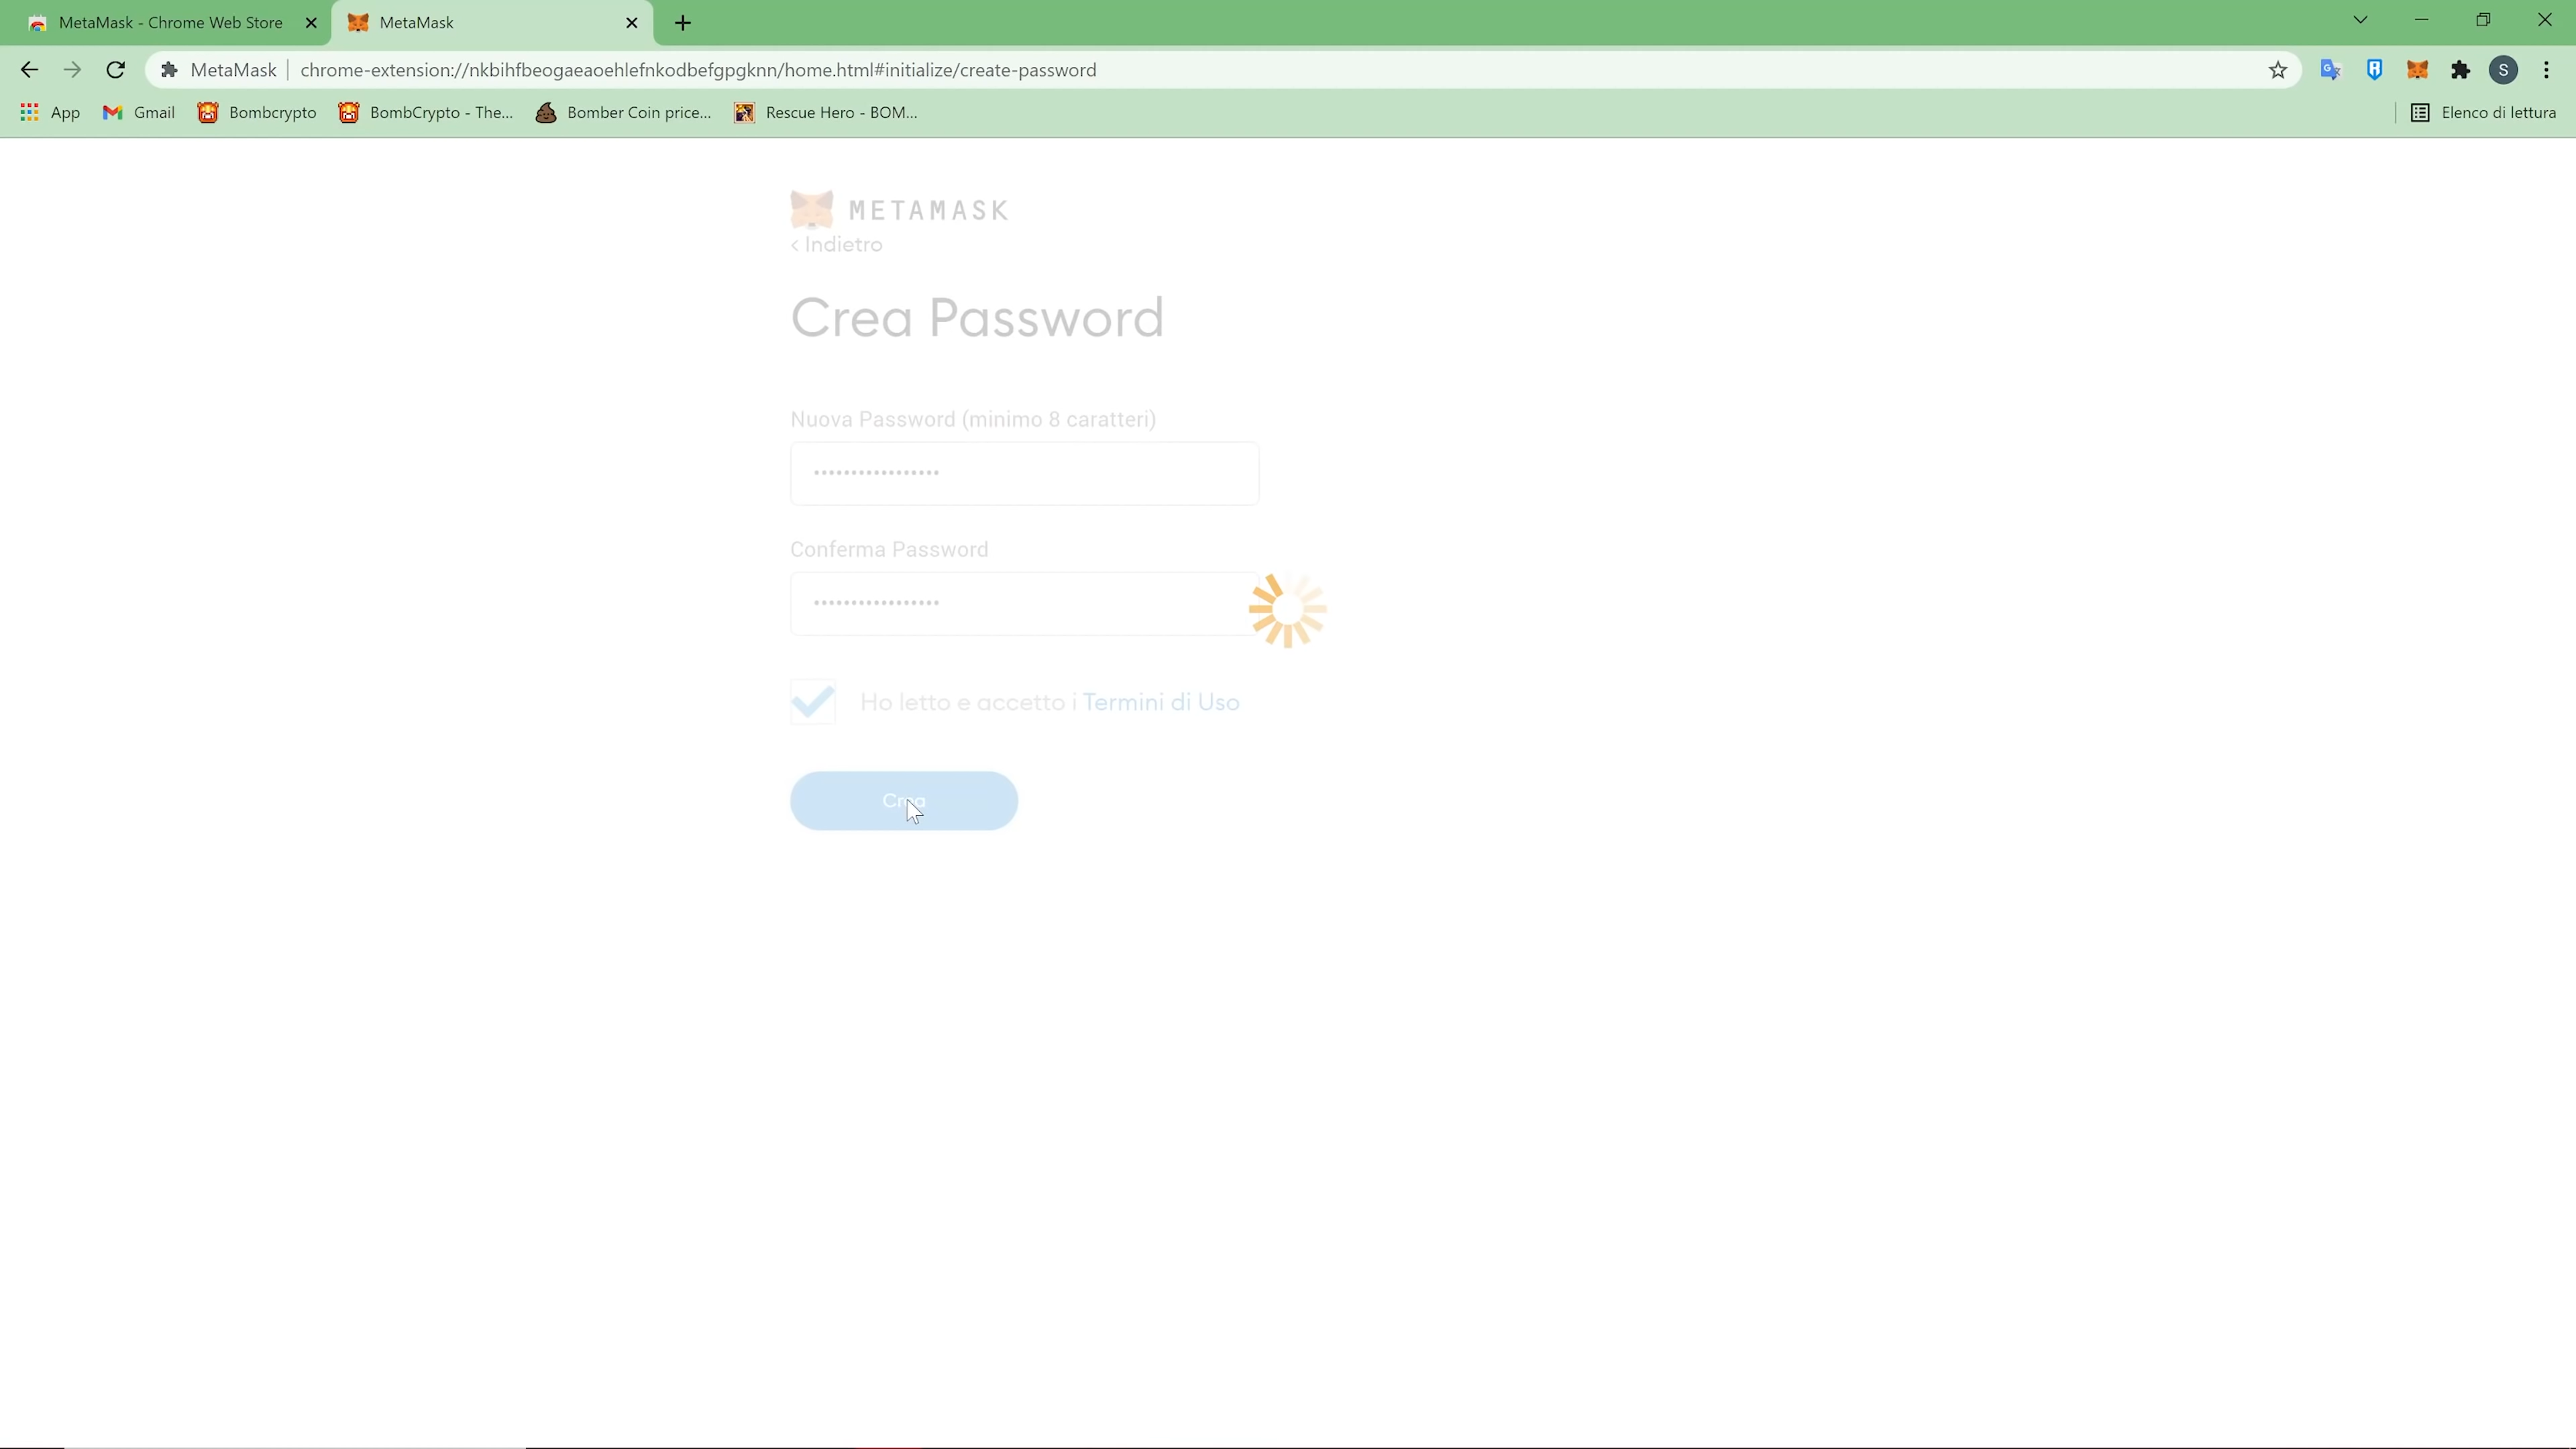 MetaMask - Chrome Web Store
MetaMask
MetaMask | chrome-extension://nkbihfbeogaeaoehlefnkodbefgpgknn/home.html#initialize/create-password
S
App
Gmail
Bombcrypto
BombCrypto - The...
Bomber Coin price...
Rescue Hero - BOM...
Elenco di lettura
METAMASK
< Indietro
Crea Password
Nuova Password (minimo 8 caratteri)
•••••••••••••••••
Conferma Password
•••••••••••••••••
Ho letto e accetto i Termini di Uso
Crea